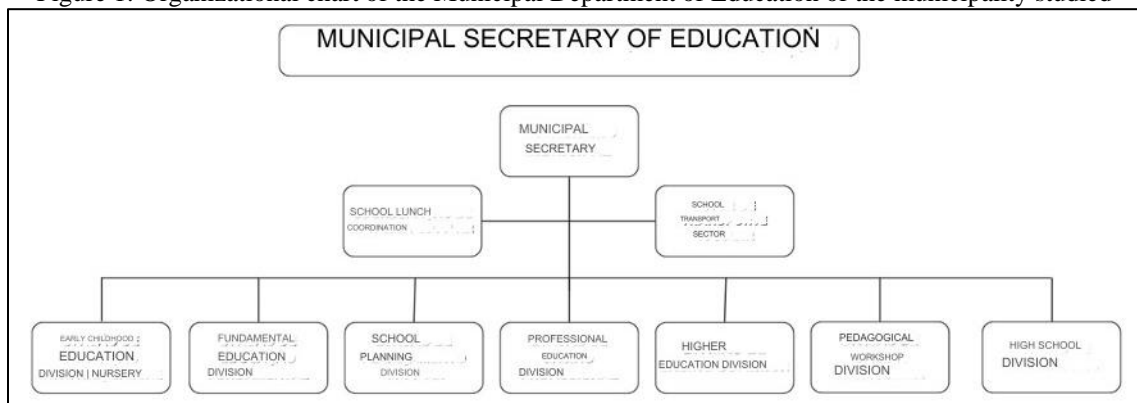 Figure 1: Organizational chart of the Municipal Department of Education of the municipality studied
MUNICIPAL SECRETARY OF EDUCATION
MUNICIPAL
SECRETARY
SCHOOL LUNCH
COORDINATION
SCHOOL
TRANSPORT
SECTOR
EARLY CHILDHOOD
EDUCATION
DIVISION | NURSERY
FUNDAMENTAL
EDUCATION
DIVISION
SCHOOL
PLANNING
DIVISION
PROFESSIONAL
EDUCATION
DIVISION
HIGHER
EDUCATION DIVISION
PEDAGOGICAL
WORKSHOP
DIVISION
HIGH SCHOOL
DIVISION